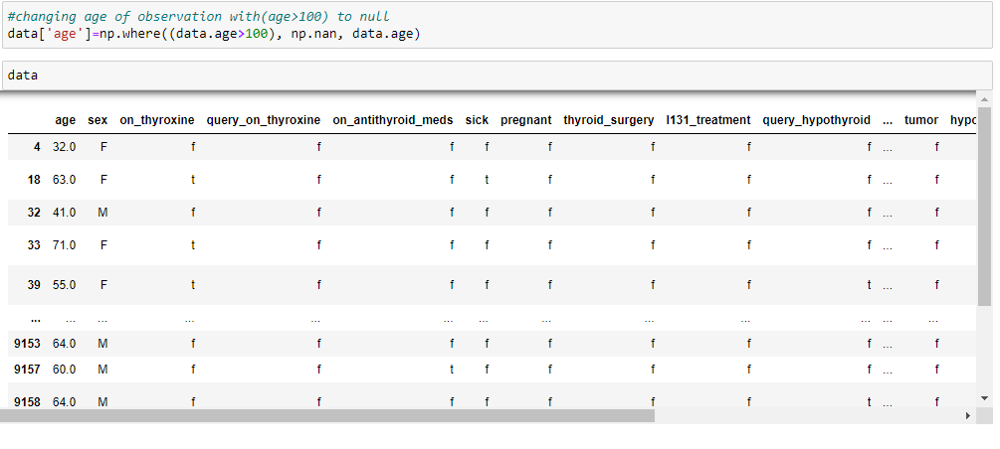 #changing age of observation with(age>100) to null
data['age']=np.where((data.age>100), np.nan, data.age)
data
age sex on_thyroxine query_on_thyroxine on_antithyroid_meds sick pregnant thyroid_surgery I131_treatment query_hypothyroid ... tumor hypo
4 32.0 F f f f f f f f f ... f
18 63.0 F t f f t f f f f ... f
32 41.0 M f f f f f f f f ... f
33 71.0 F t f f f f f f f ... f
39 55.0 F t f f f f f f t ... f
... ... ... ... ... ... ... ... ... ... ... ... ...
9153 64.0 M f f f f f f f f ... f
9157 60.0 M f f t f f f f f ... f
9158 64.0 M f f f f f f f t ... f